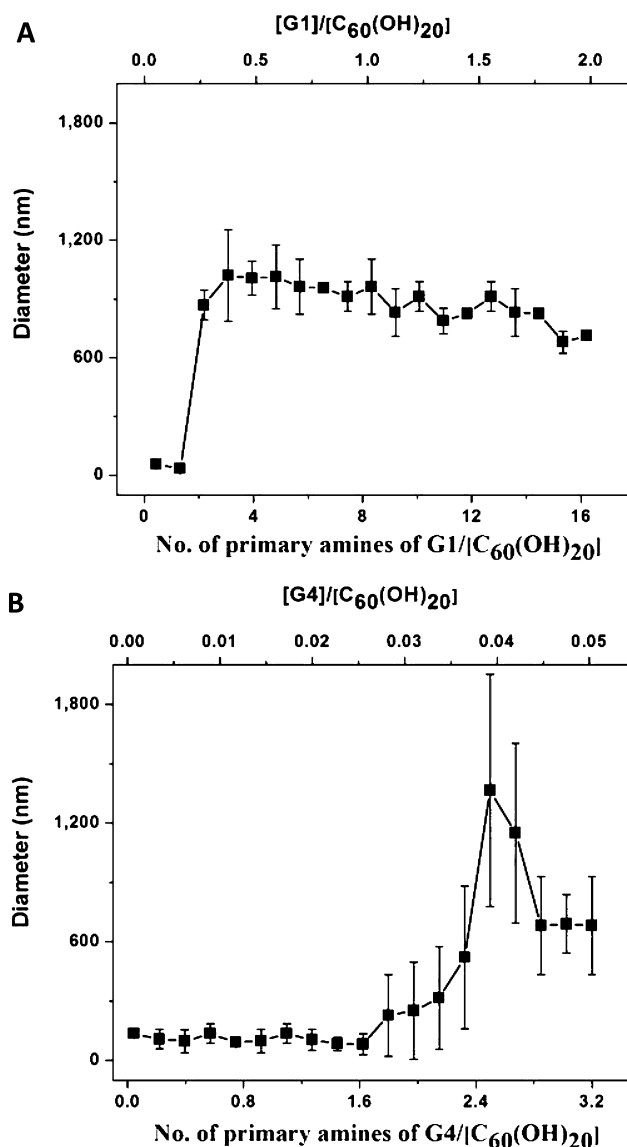 A
[G1]/[C60(OH)20]
0.0 0.5 1.0 1.5 2.0
1,800
1,200
600
0
Diameter (nm)
0 4 8 12 16
No. of primary amines of G1/[C60(OH)20]
B
[G4]/[C60(OH)20]
0.00 0.01 0.02 0.03 0.04 0.05
1,800
1,200
600
0
Diameter (nm)
0.0 0.8 1.6 2.4 3.2
No. of primary amines of G4/[C60(OH)20]